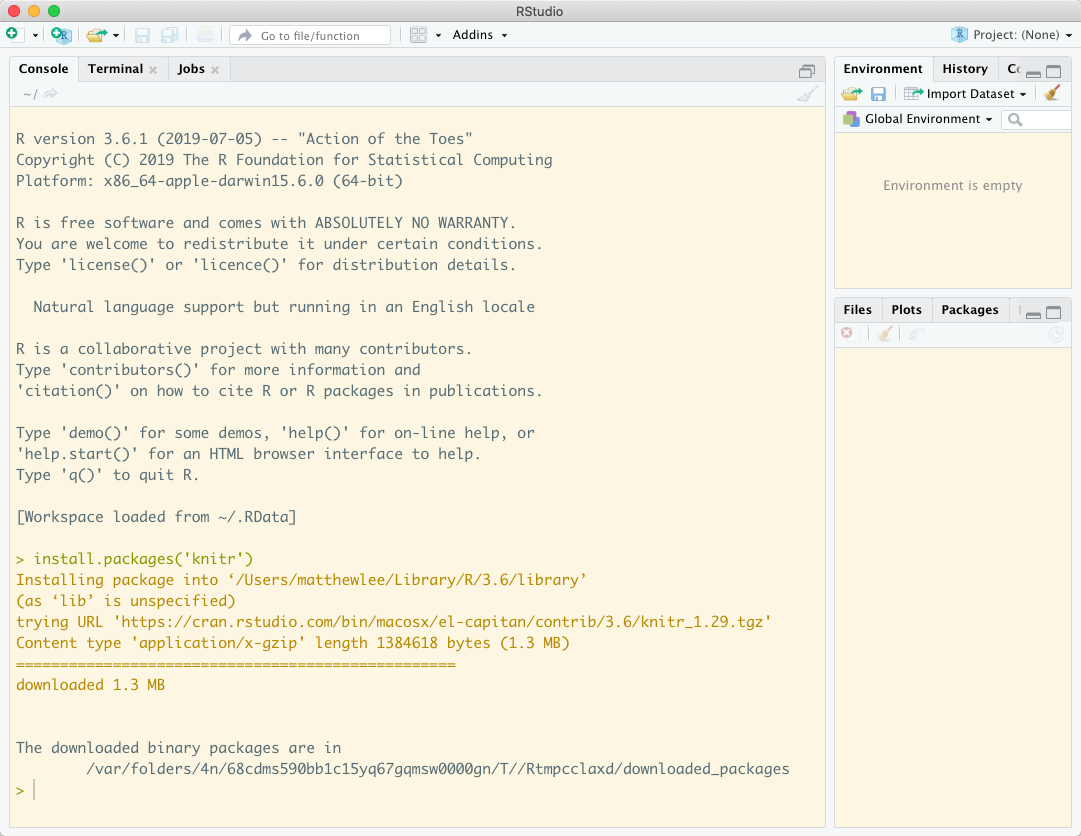 RStudio
Go to file/function
Addins
Project: (None)
Console
Terminal
Jobs
~/
R version 3.6.1 (2019-07-05) -- "Action of the Toes"
Copyright (C) 2019 The R Foundation for Statistical Computing
Platform: x86_64-apple-darwin15.6.0 (64-bit)
R is free software and comes with ABSOLUTELY NO WARRANTY.
You are welcome to redistribute it under certain conditions.
Type 'license()' or 'licence()' for distribution details.
Natural language support but running in an English locale
R is a collaborative project with many contributors.
Type 'contributors()' for more information and
'citation()' on how to cite R or R packages in publications.
Type 'demo()' for some demos, 'help()' for on-line help, or
'help.start()' for an HTML browser interface to help.
Type 'q()' to quit R.
[Workspace loaded from ~/.RData]
> install.packages('knitr')
Installing package into ‘/Users/matthewlee/Library/R/3.6/library’
(as ‘lib’ is unspecified)
trying URL 'https://cran.rstudio.com/bin/macosx/el-capitan/contrib/3.6/knitr_1.29.tgz'
Content type 'application/x-gzip' length 1384618 bytes (1.3 MB)
==================================================
downloaded 1.3 MB
The downloaded binary packages are in
/var/folders/4n/68cdms590bb1c15yq67gqmsw0000gn/T//Rtmpcclaxd/downloaded_packages
>
Environment
History
Import Dataset
Global Environment
Environment is empty
Files
Plots
Packages